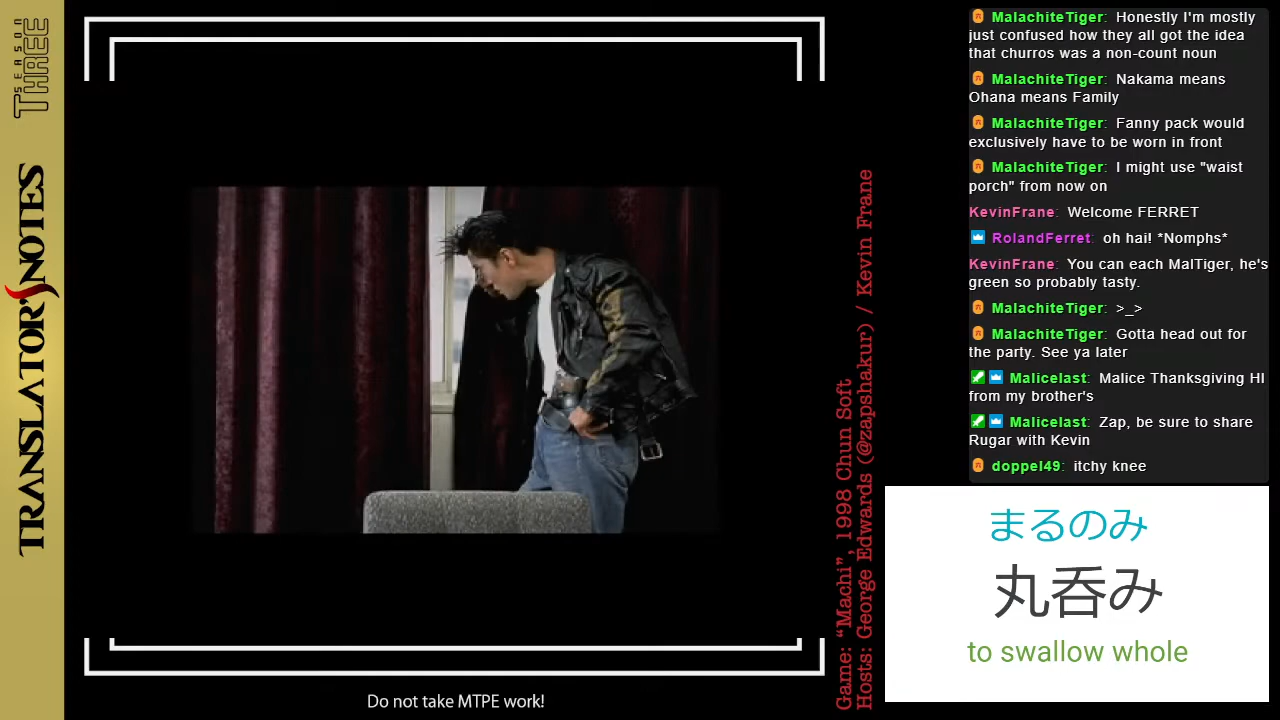 SEASON
THREE
TRANSLATOR'S NOTES
Game: "Machi", 1998 Chun Soft
Hosts: George Edwards (@zapshakur) / Kevin Frane
Do not take MTPE work!
MalachiteTiger: Honestly I'm mostly
just confused how they all got the idea
that churros was a non-count noun
MalachiteTiger: Nakama means
Ohana means Family
MalachiteTiger: Fanny pack would
exclusively have to be worn in front
MalachiteTiger: I might use "waist
porch" from now on
KevinFrane: Welcome FERRET
RolandFerret: oh hai! *Nomphs*
KevinFrane: You can each MalTiger, he's
green so probably tasty.
MalachiteTiger: >_>
MalachiteTiger: Gotta head out for
the party. See ya later
Malicelast: Malice Thanksgiving HI
from my brother's
Malicelast: Zap, be sure to share
Rugar with Kevin
doppel49: itchy knee
まるのみ
丸呑み
to swallow whole